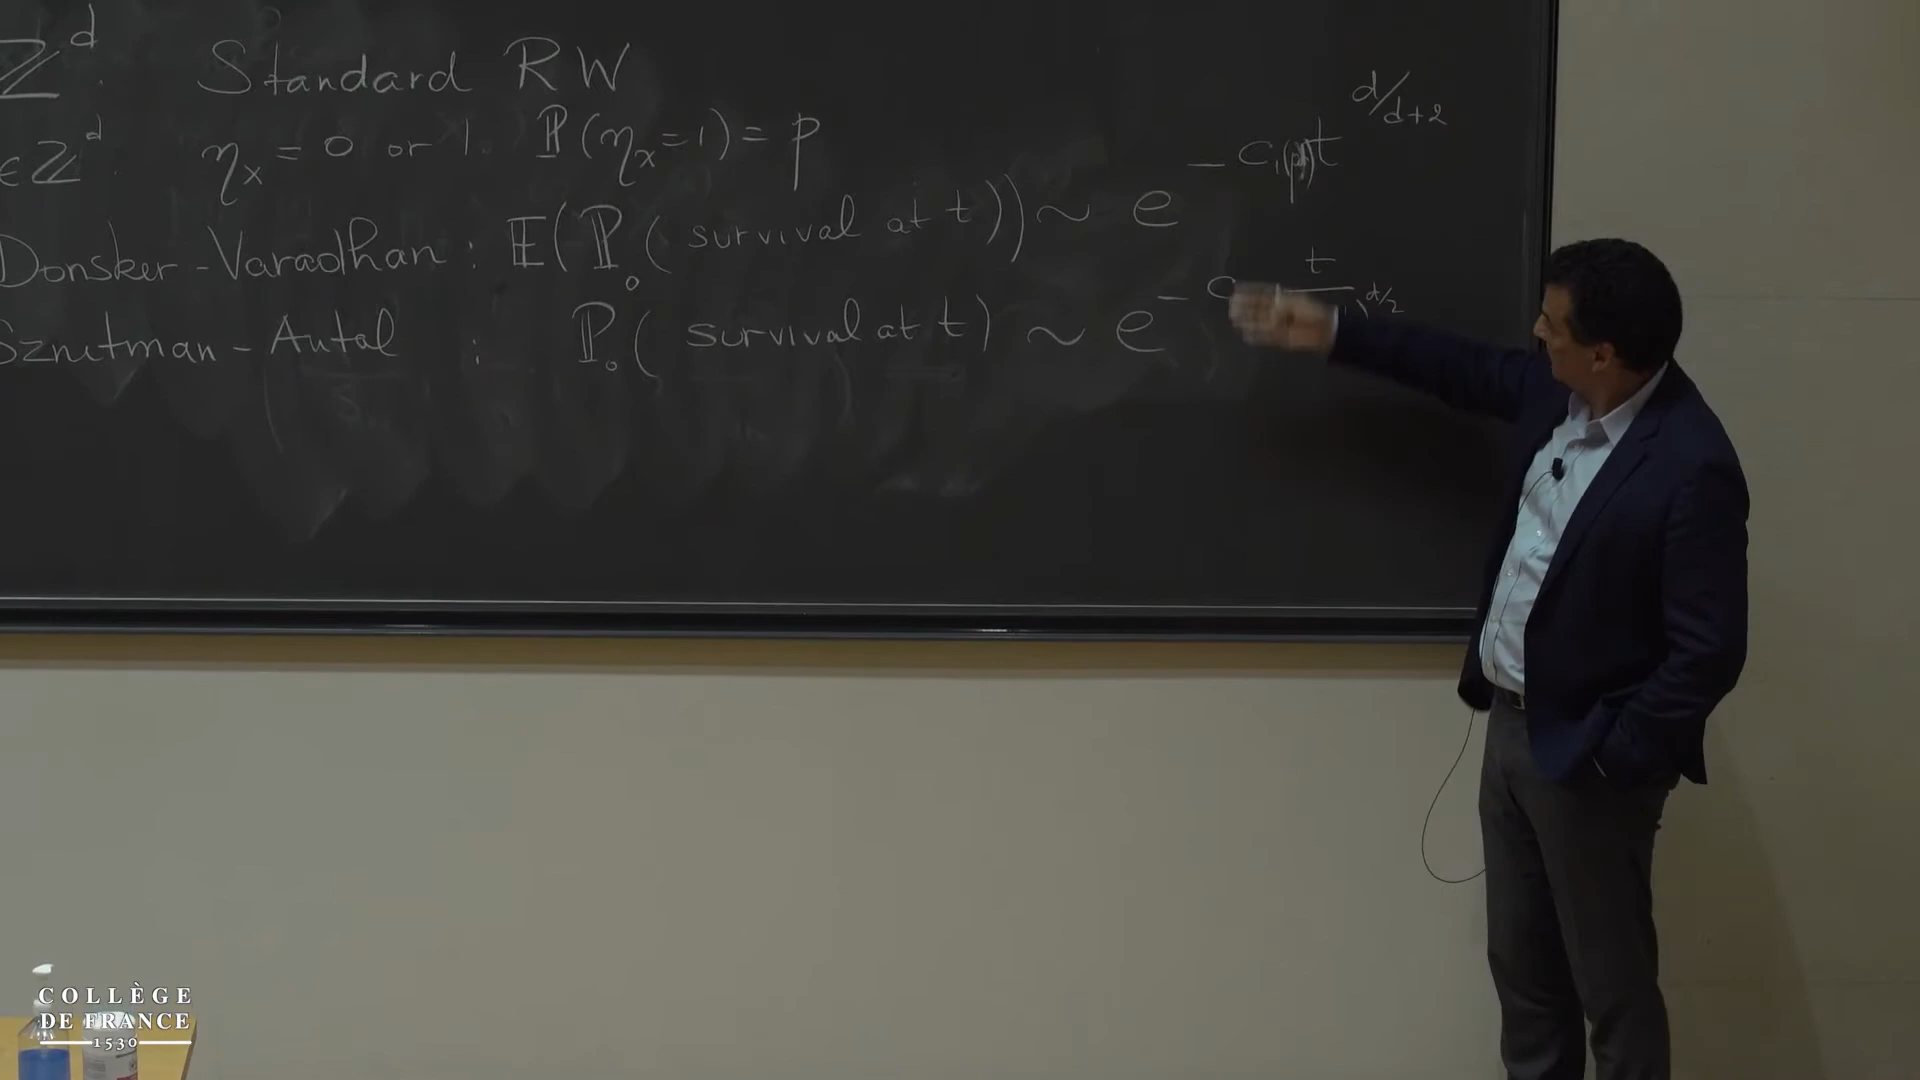 ℤ^d. Standard RW
∈ ℤ^d. η_x = 0 or 1. ℙ(η_x = 1) = p
Donsker-Varadhan : 𝔼(ℙ_0( survival at t)) ~ e^{- c_1(p) t^{d/d+2}}
Sznitman - Antal : ℙ_0( survival at t) ~ e^{- c t / )^{d/2}}
COLLÈGE
DE FRANCE
1530